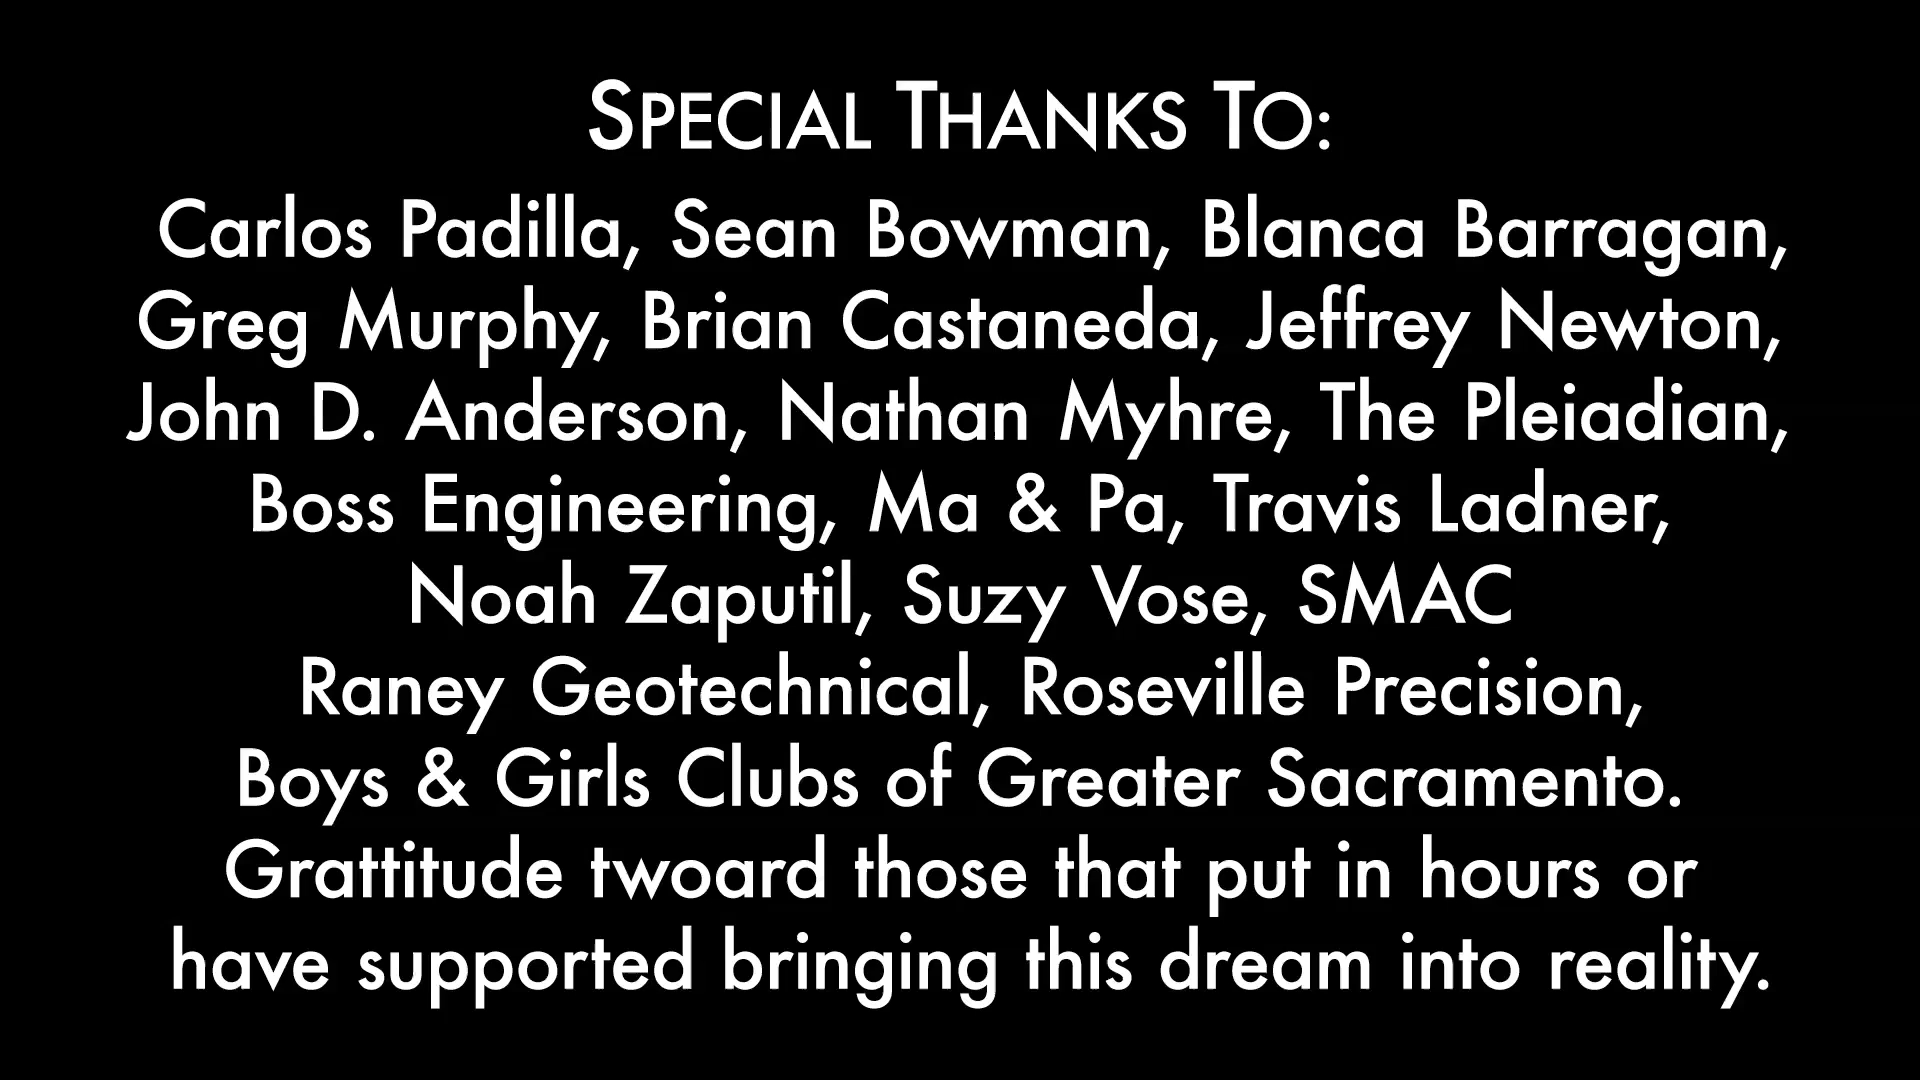 SPECIAL THANKS TO:
Carlos Padilla, Sean Bowman, Blanca Barragan,
Greg Murphy, Brian Castaneda, Jeffrey Newton,
John D. Anderson, Nathan Myhre, The Pleiadian,
Boss Engineering, Ma & Pa, Travis Ladner,
Noah Zaputil, Suzy Vose, SMAC
Raney Geotechnical, Roseville Precision,
Boys & Girls Clubs of Greater Sacramento.
Grattitude twoard those that put in hours or
have supported bringing this dream into reality.